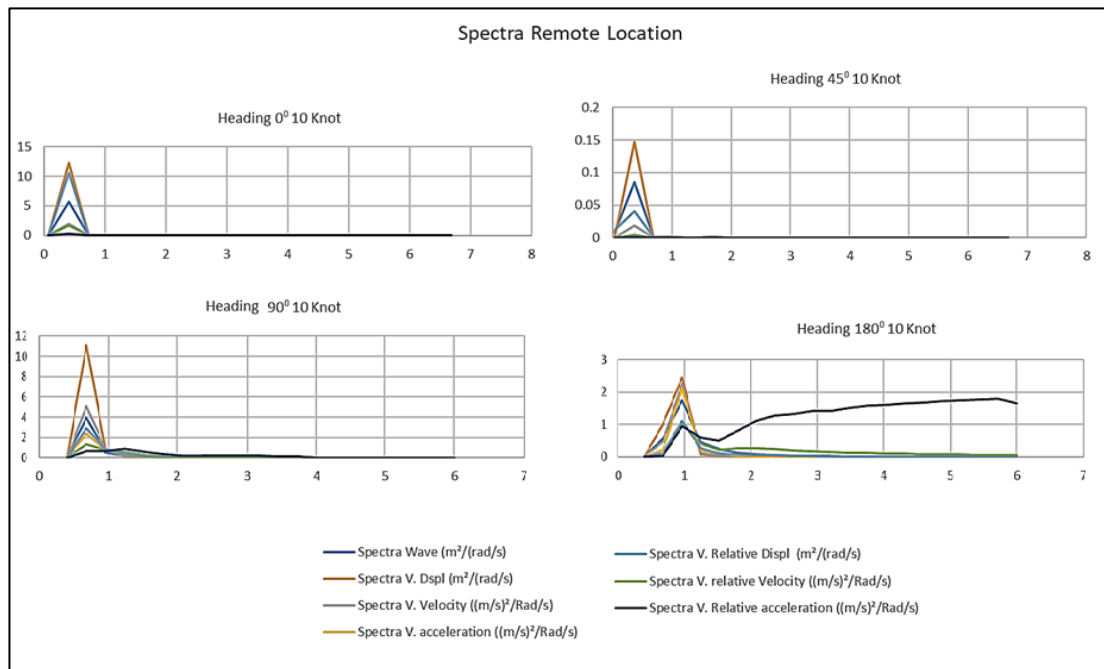 Spectra Remote Location
Heading 0⁰ 10 Knot
15
10
5
0
0 1 2 3 4 5 6 7 8
Heading 45⁰ 10 Knot
0.2
0.15
0.1
0.05
0
0 1 2 3 4 5 6 7 8
Heading 90⁰ 10 Knot
12
10
8
6
4
2
0
0 1 2 3 4 5 6 7
Heading 180⁰ 10 Knot
3
2
1
0
0 1 2 3 4 5 6 7
Spectra Wave (m²/(rad/s)
Spectra V. Dspl (m²/(rad/s)
Spectra V. Velocity ((m/s)²/Rad/s)
Spectra V. acceleration ((m/s)²/Rad/s)
Spectra V. Relative Displ (m²/(rad/s)
Spectra V. relative Velocity ((m/s)²/Rad/s)
Spectra V. Relative acceleration ((m/s)²/Rad/s)